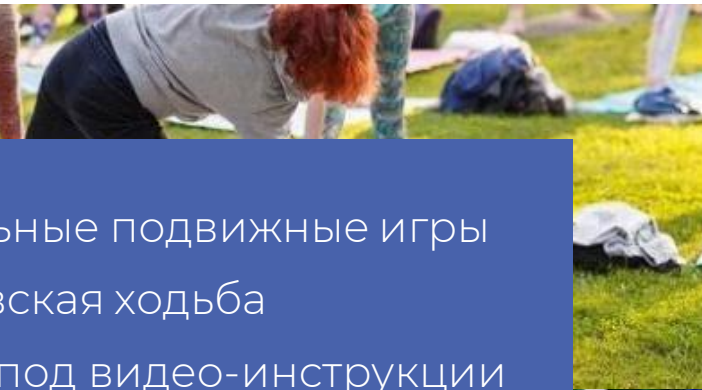 ьные подвижные игры
вская ходьба
под видео-инструкции